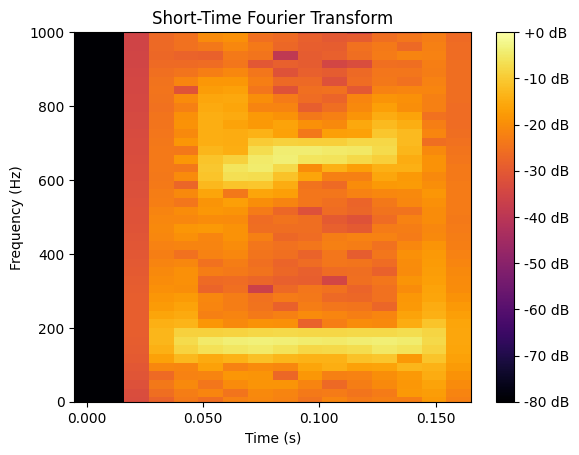 Short-Time Fourier Transform
1000
800
600
400
200
0
Frequency (Hz)
0.000
0.050
0.100
0.150
Time (s)
+0 dB
-10 dB
-20 dB
-30 dB
-40 dB
-50 dB
-60 dB
-70 dB
-80 dB